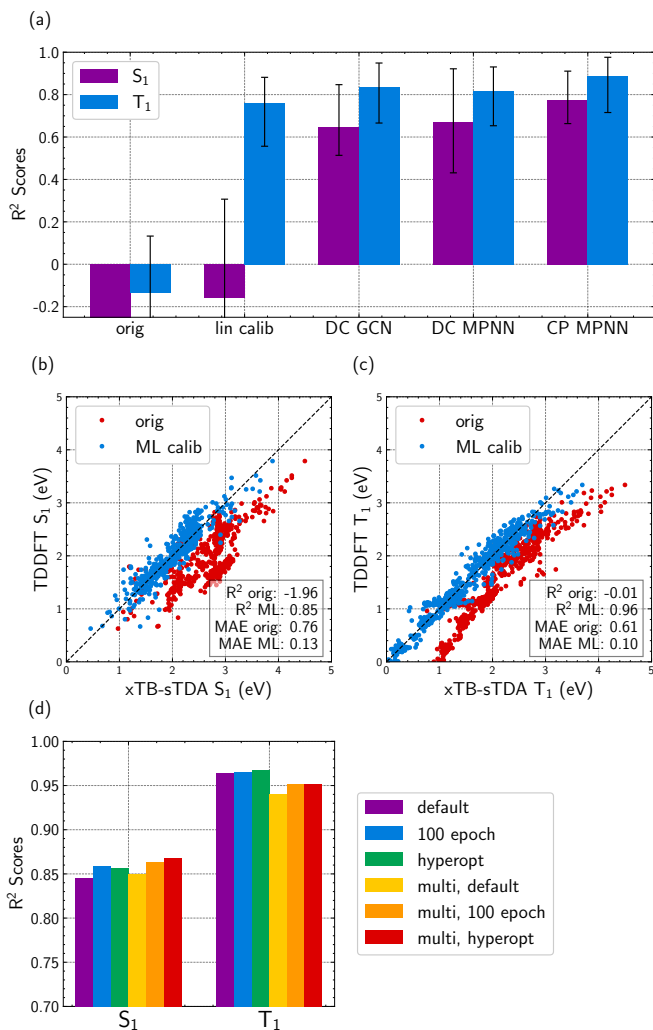 (a)
1.0
0.8
0.6
0.4
0.2
0
-0.2
R² Scores
S₁
T₁
orig
lin calib
DC GCN
DC MPNN
CP MPNN
(b)
5
4
3
2
1
0
TDDFT S₁ (eV)
orig
ML calib
R² orig: -1.96
R² ML: 0.85
MAE orig: 0.76
MAE ML: 0.13
0 1 2 3 4 5
xTB-sTDA S₁ (eV)
(c)
5
4
3
2
1
0
TDDFT T₁ (eV)
orig
ML calib
R² orig: -0.01
R² ML: 0.96
MAE orig: 0.61
MAE ML: 0.10
0 1 2 3 4 5
xTB-sTDA T₁ (eV)
(d)
1.00
0.95
0.90
0.85
0.80
0.75
0.70
R² Scores
S₁
T₁
default
100 epoch
hyperopt
multi, default
multi, 100 epoch
multi, hyperopt